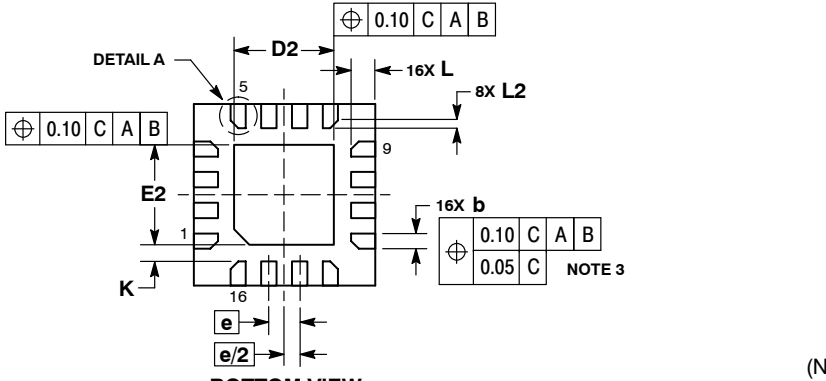 ⌖ 0.10 C A B
D2
DETAIL A
16X L
5
8X L2
⌖ 0.10 C A B
9
E2
16X b
1
⌖ 0.10 C A B
0.05 C
NOTE 3
K
16
e
e/2
(N